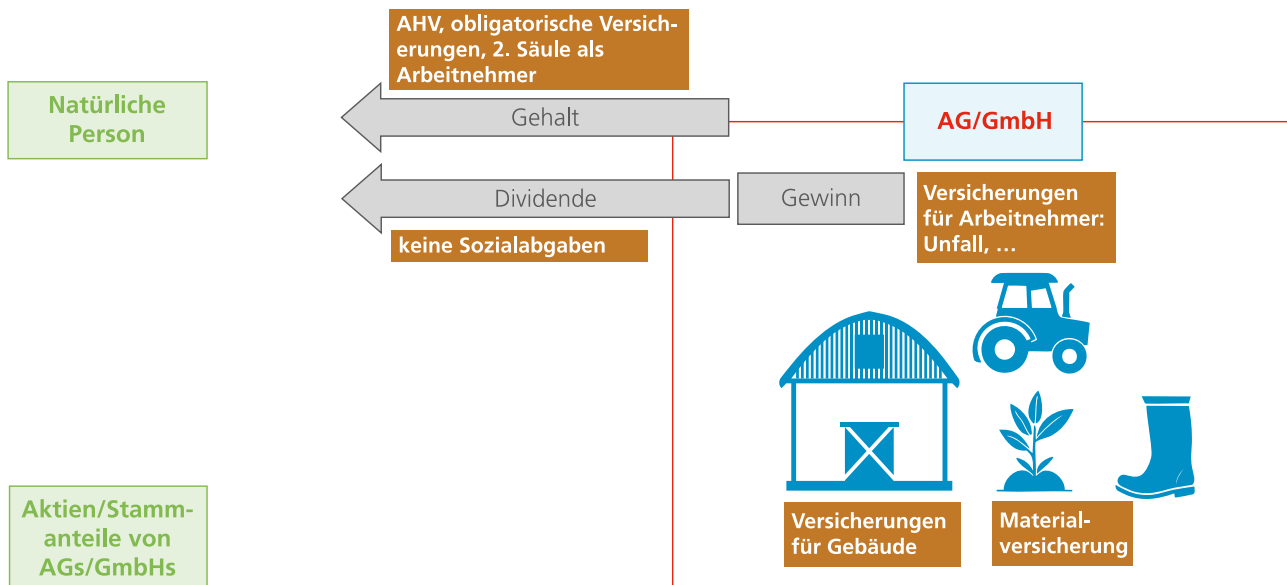 AHV, obligatorische Versich-
erungen, 2. Säule als
Arbeitnehmer
Natürliche
Person
Gehalt
AG/GmbH
Dividende
Gewinn
Versicherungen
für Arbeitnehmer:
Unfall, …
keine Sozialabgaben
Aktien/Stamm-
anteile von
AGs/GmbHs
Versicherungen
für Gebäude
Material-
versicherung